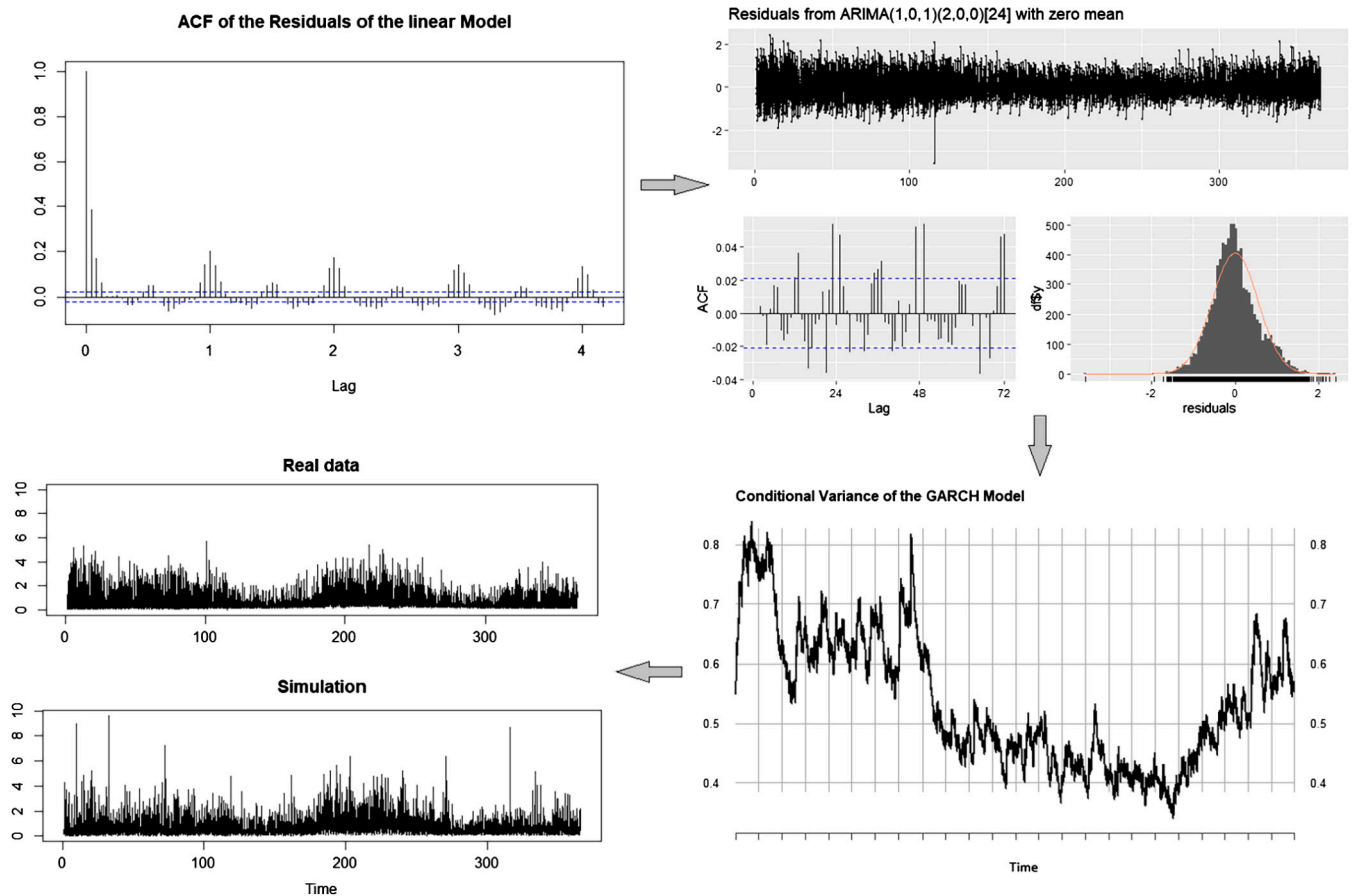 ACF of the Residuals of the linear Model
1.0
0.8
0.6
0.4
0.2
0.0
0 1 2 3 4
Lag
Residuals from ARIMA(1,0,1)(2,0,0)[24] with zero mean
2
0
-2
0 100 200 300
ACF
0.04
0.02
0.00
-0.02
-0.04
0 24 48 72
Lag
df$y
500
400
300
200
100
0
-2 0 2
residuals
Conditional Variance of the GARCH Model
0.8 0.8
0.7 0.7
0.6 0.6
0.5 0.5
0.4 0.4
Time
Real data
10
8
6
4
2
0
0 100 200 300
Simulation
10
8
6
4
2
0
0 100 200 300
Time